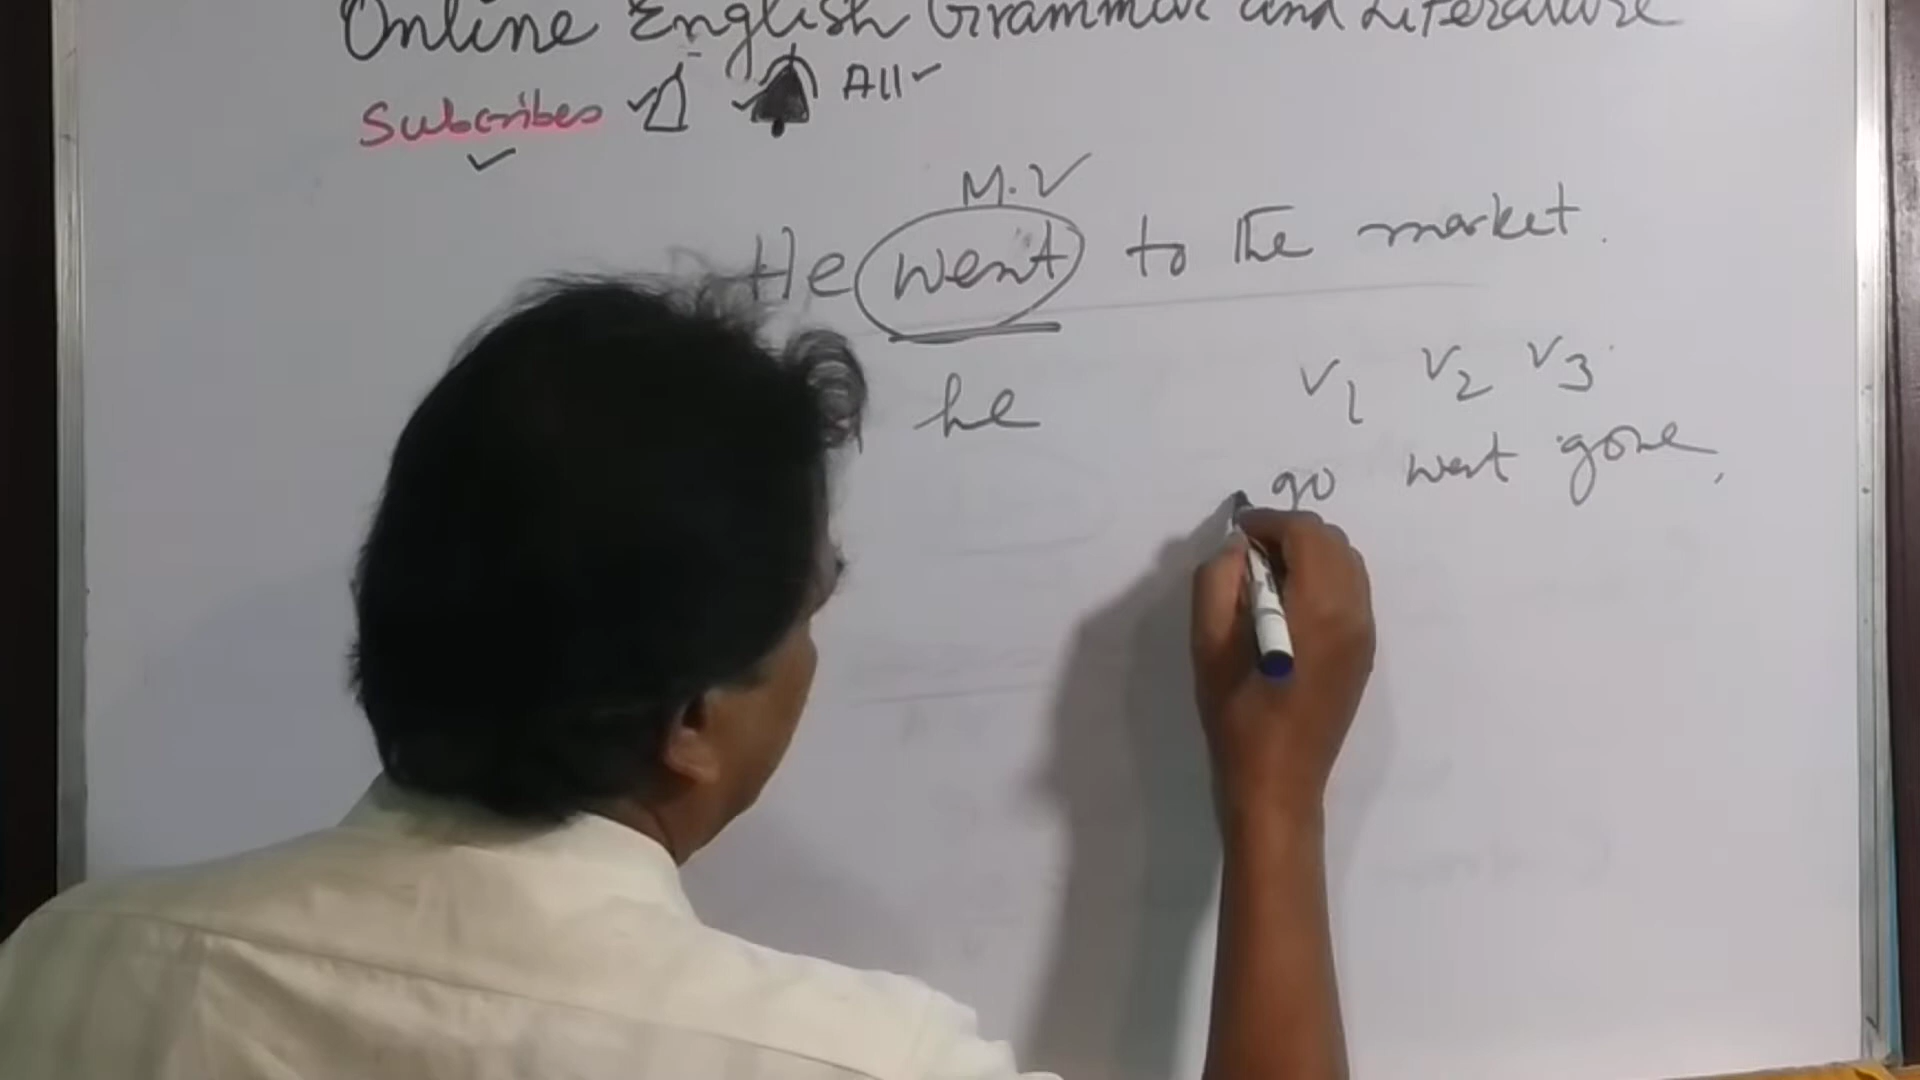 Online English Grammar and Literature
Subscribes All
M.V
He went to the market.
he
V1 V2 V3
go went gone,